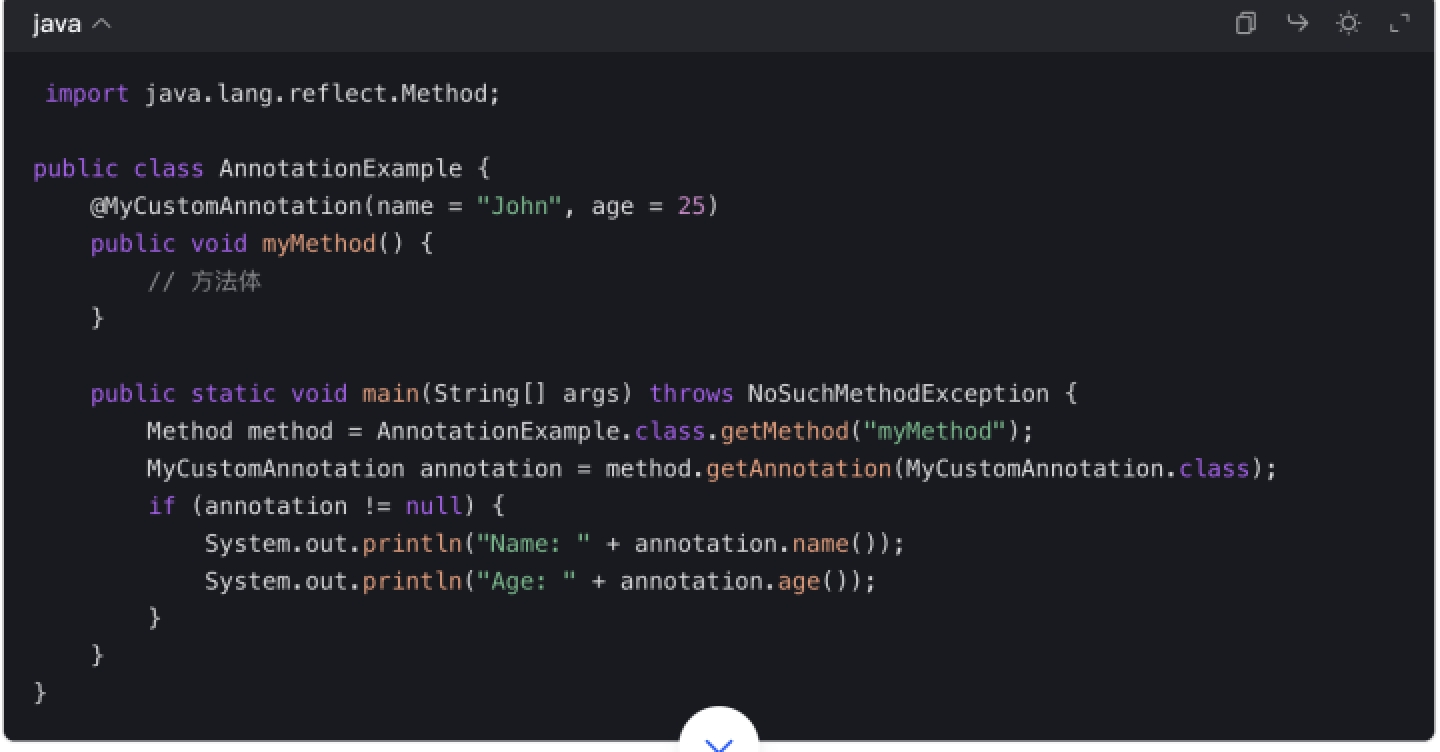 java
import java.lang.reflect.Method;
public class AnnotationExample {
@MyCustomAnnotation(name = "John", age = 25)
public void myMethod() {
// 方法体
}
public static void main(String[] args) throws NoSuchMethodException {
Method method = AnnotationExample.class.getMethod("myMethod");
MyCustomAnnotation annotation = method.getAnnotation(MyCustomAnnotation.class);
if (annotation != null) {
System.out.println("Name: " + annotation.name());
System.out.println("Age: " + annotation.age());
}
}
}